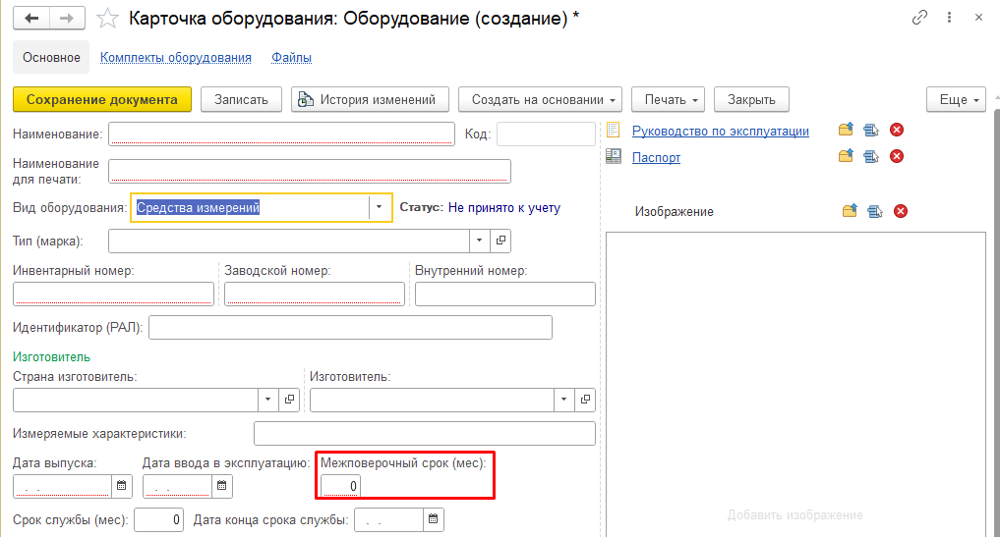 Карточка оборудования: Оборудование (создание) *
Основное Комплекты оборудования Файлы
Сохранение документа Записать История изменений Создать на основании Печать Закрыть Еще
Наименование: Код: Руководство по эксплуатации
Наименование
для печати: Паспорт
Вид оборудования: Средства измерений Статус: Не принято к учету Изображение
Тип (марка):
Инвентарный номер: Заводской номер: Внутренний номер:
Идентификатор (РАЛ):
Изготовитель
Страна изготовитель: Изготовитель:
Измеряемые характеристики:
Дата выпуска: Дата ввода в эксплуатацию: Межповерочный срок (мес):
. . . . 0
Срок службы (мес): 0 Дата конца срока службы: . . Добавить изображение